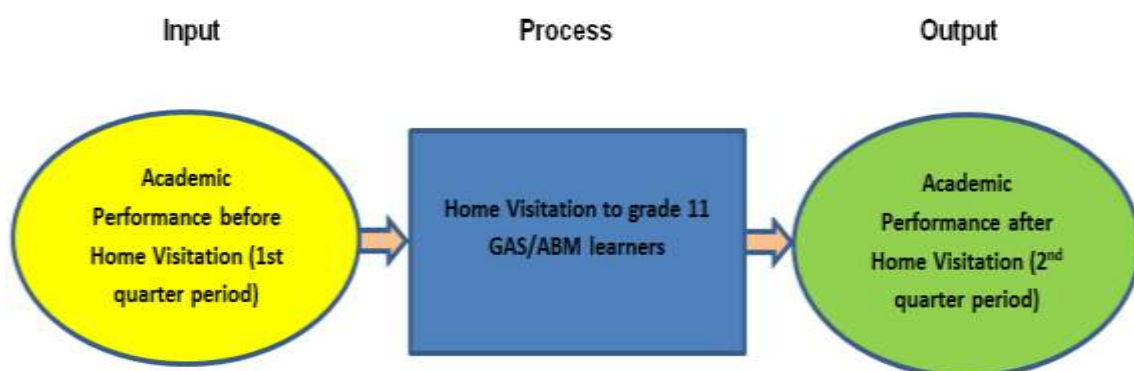 Input
Process
Output
Academic
Performance before
Home Visitation (1st
quarter period)
Home Visitation to grade 11
GAS/ABM learners
Academic
Performance after
Home Visitation (2nd
quarter period)